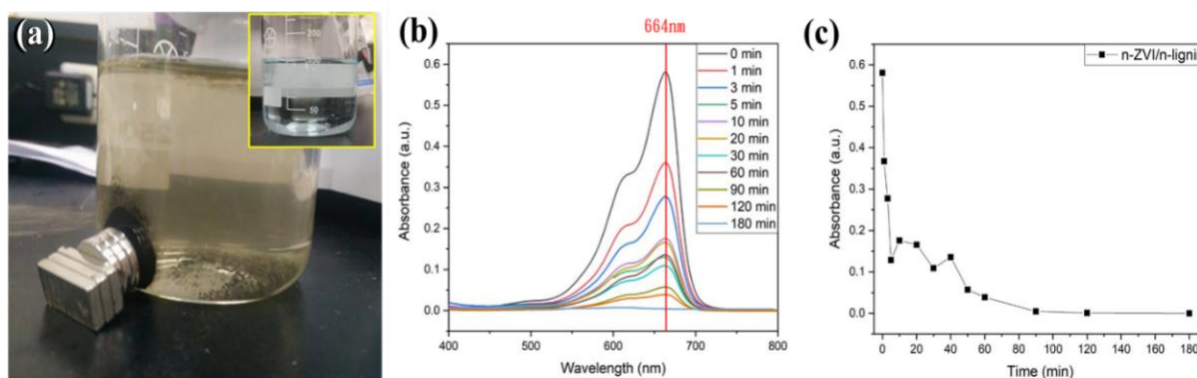 (a)
200
50
(b)
664nm
0 min
1 min
3 min
5 min
10 min
20 min
30 min
60 min
90 min
120 min
180 min
0.6
0.5
0.4
0.3
0.2
0.1
0.0
Absorbance (a.u.)
400
500
600
700
800
Wavelength (nm)
(c)
n-ZVI/n-ligni
0.6
0.5
0.4
0.3
0.2
0.1
0.0
Absorbance (a.u.)
0 20 40 60 80 100 120 140 160 180
Time (min)